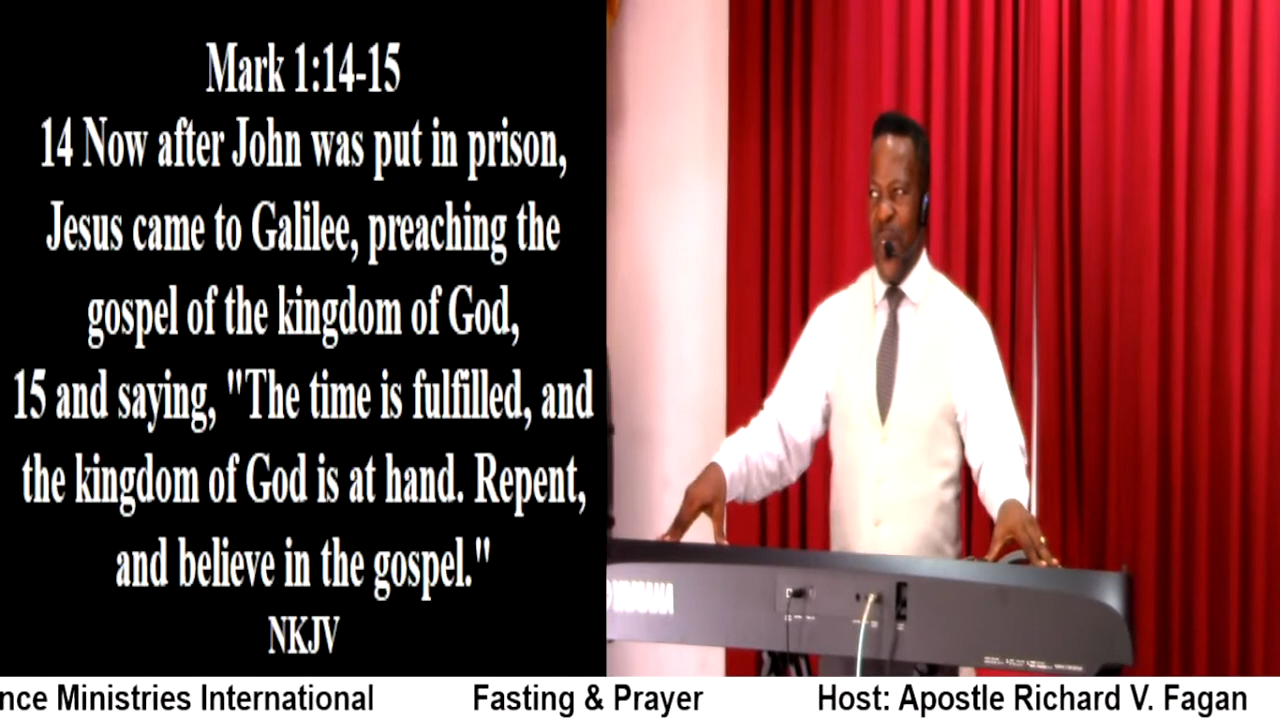 Mark 1:14-15
14 Now after John was put in prison,
Jesus came to Galilee, preaching the
gospel of the kingdom of God,
15 and saying, "The time is fulfilled, and
the kingdom of God is at hand. Repent,
and believe in the gospel."
NKJV
YAMAHA
nce Ministries International Fasting & Prayer Host: Apostle Richard V. Fagan